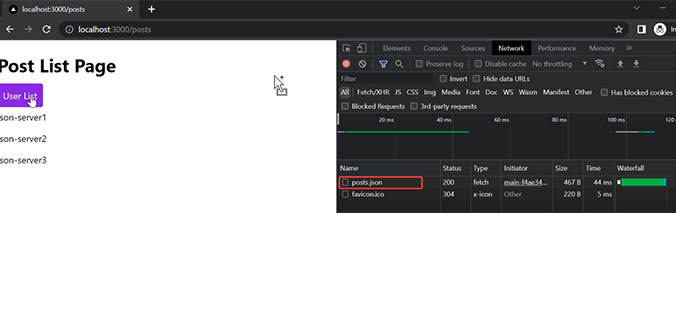 localhost:3000/posts
localhost:3000/posts
Elements Console Sources Network Performance Memory
Preserve log Disable cache No throttling
Filter Invert Hide data URLs
All Fetch/XHR JS CSS Img Media Font Doc WS Wasm Manifest Other Has blocked cookies
Blocked Requests 3rd-party requests
20 ms 40 ms 60 ms 80 ms 100 ms 120
Name Status Type Initiator Size Time Waterfall
posts.json 200 fetch main-f4ae34... 467 B 44 ms
favicon.ico 304 x-icon Other 220 B 5 ms
Post List Page
User List
son-server1
son-server2
son-server3